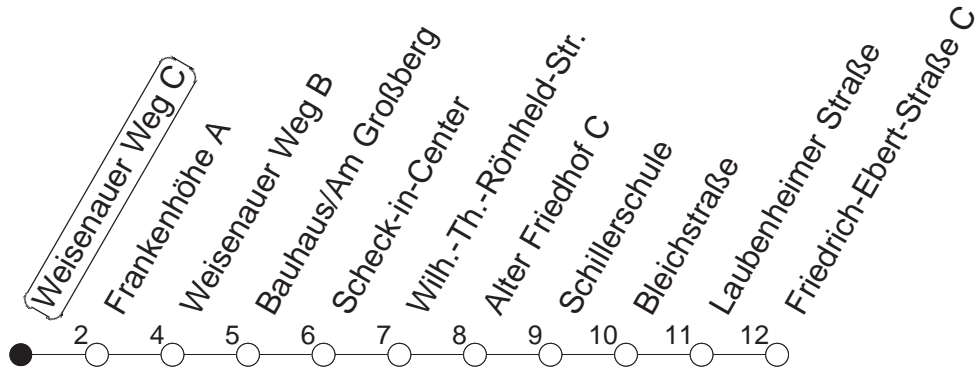 Weisenauer Weg C
Frankenhöhe A
Weisenauer Weg B
Bauhaus/Am Großberg
Scheck-in-Center
Wilh.-Th.-Römheld-Str.
Alter Friedhof C
Schillerschule
Bleichstraße
Laubenheimer Straße
Friedrich-Ebert-Straße C
2 4 5 6 7 8 9 10 11 12